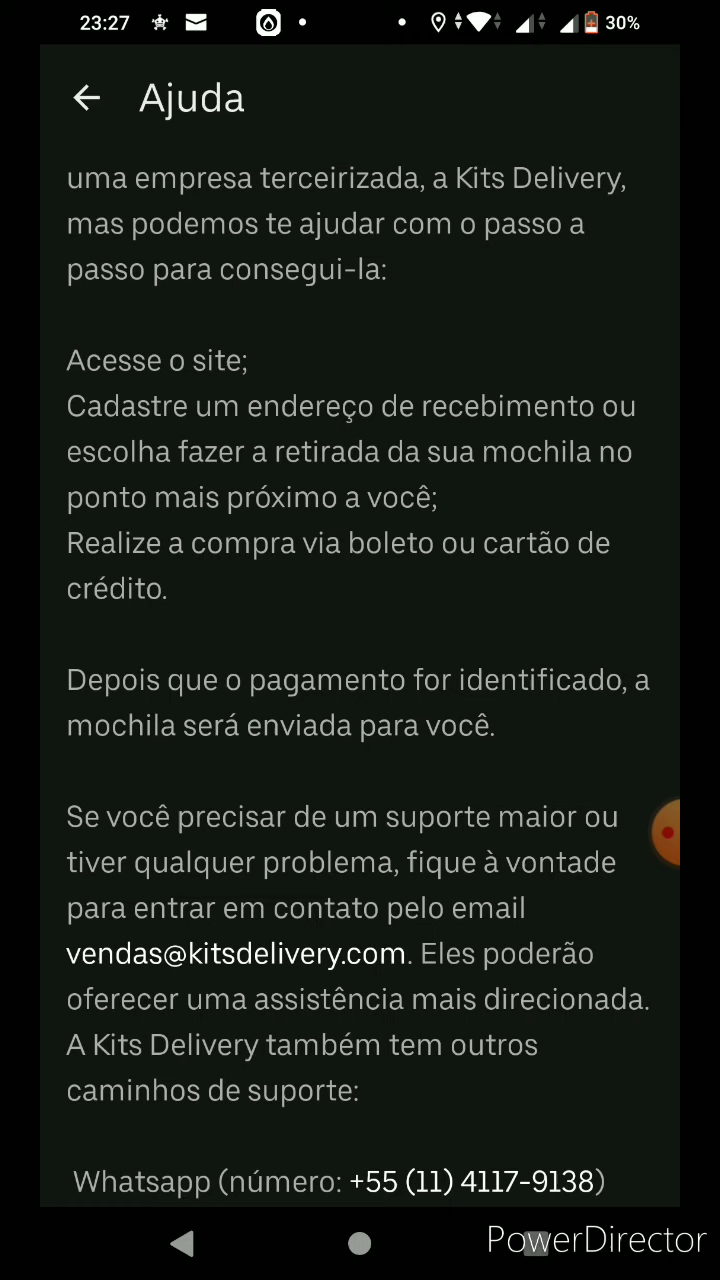 23:27
30%
Ajuda
uma empresa terceirizada, a Kits Delivery,
mas podemos te ajudar com o passo a
passo para consegui-la:
Acesse o site;
Cadastre um endereço de recebimento ou
escolha fazer a retirada da sua mochila no
ponto mais próximo a você;
Realize a compra via boleto ou cartão de
crédito.
Depois que o pagamento for identificado, a
mochila será enviada para você.
Se você precisar de um suporte maior ou
tiver qualquer problema, fique à vontade
para entrar em contato pelo email
vendas@kitsdelivery.com. Eles poderão
oferecer uma assistência mais direcionada.
A Kits Delivery também tem outros
caminhos de suporte:
Whatsapp (número: +55 (11) 4117-9138)
PowerDirector